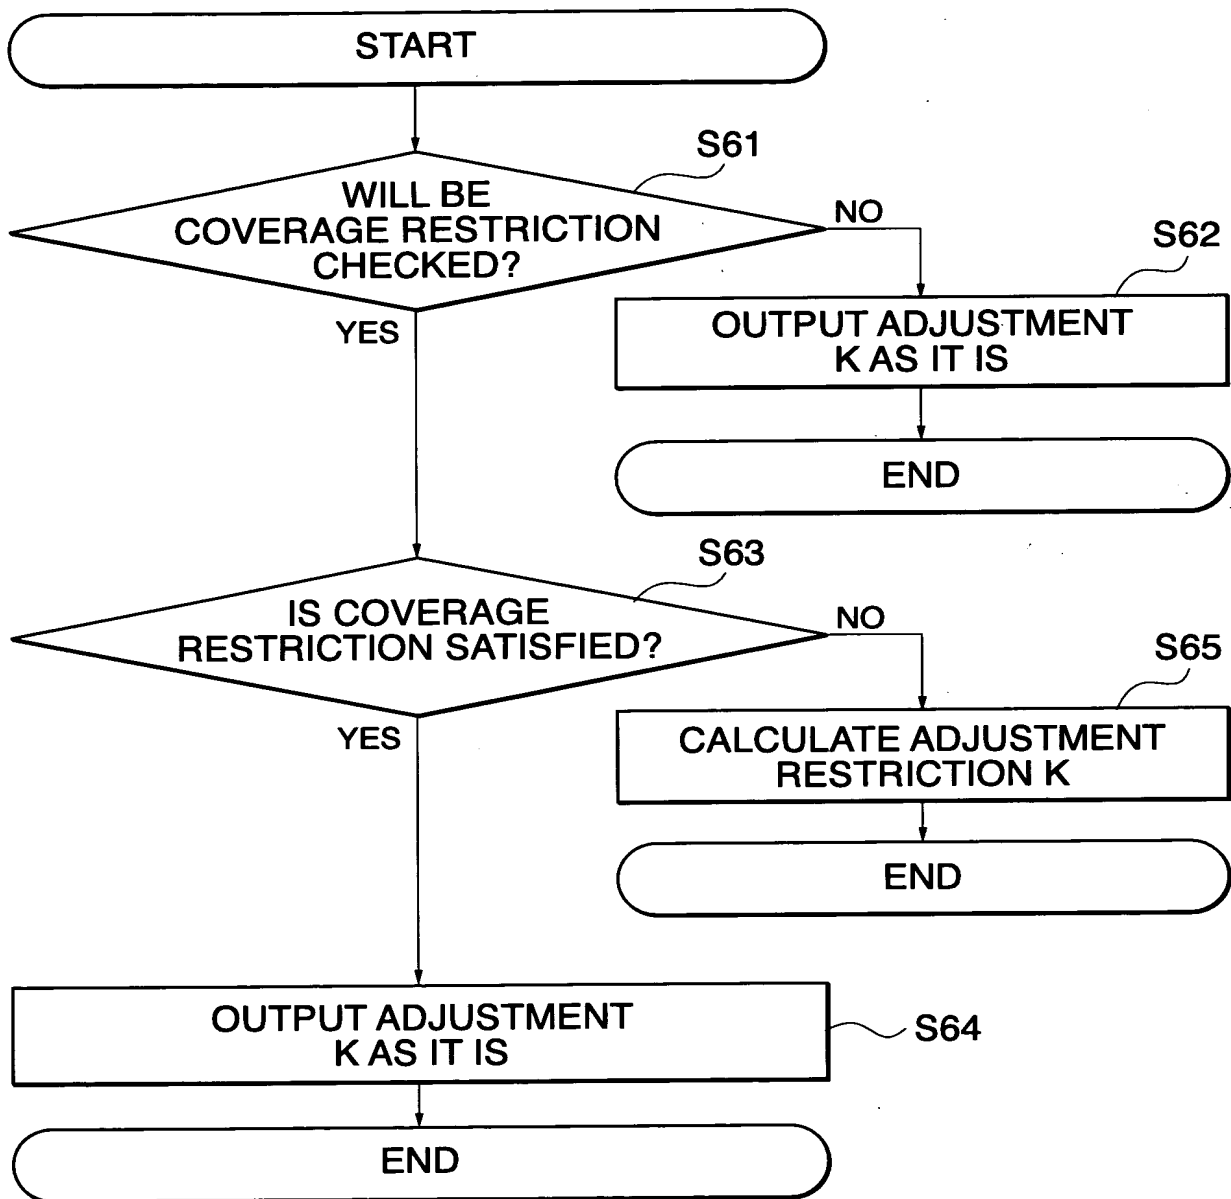 START
S61
WILL BE
COVERAGE RESTRICTION
CHECKED?
NO
YES
S62
OUTPUT ADJUSTMENT
K AS IT IS
END
S63
IS COVERAGE
RESTRICTION SATISFIED?
NO
YES
S65
CALCULATE ADJUSTMENT
RESTRICTION K
END
OUTPUT ADJUSTMENT
K AS IT IS
S64
END